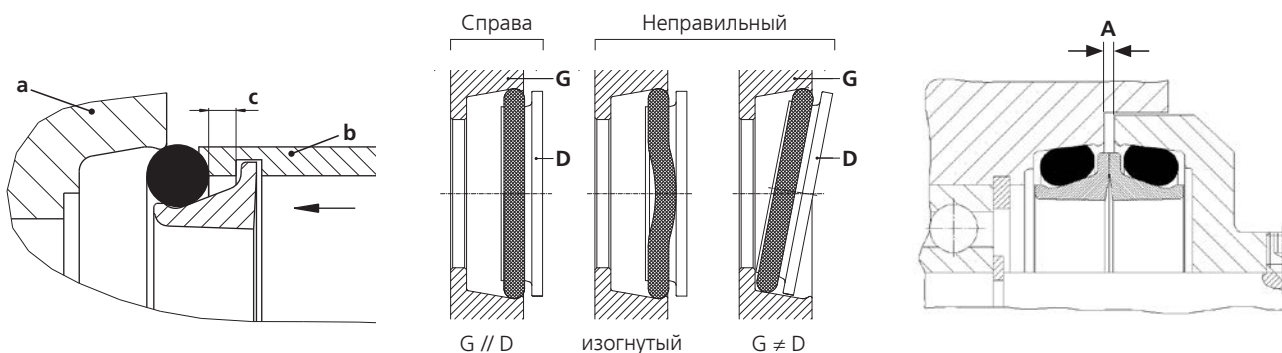 a
c
b
Справа
Неправильный
G
D
G
D
G // D
изогнутый
G ≠ D
A